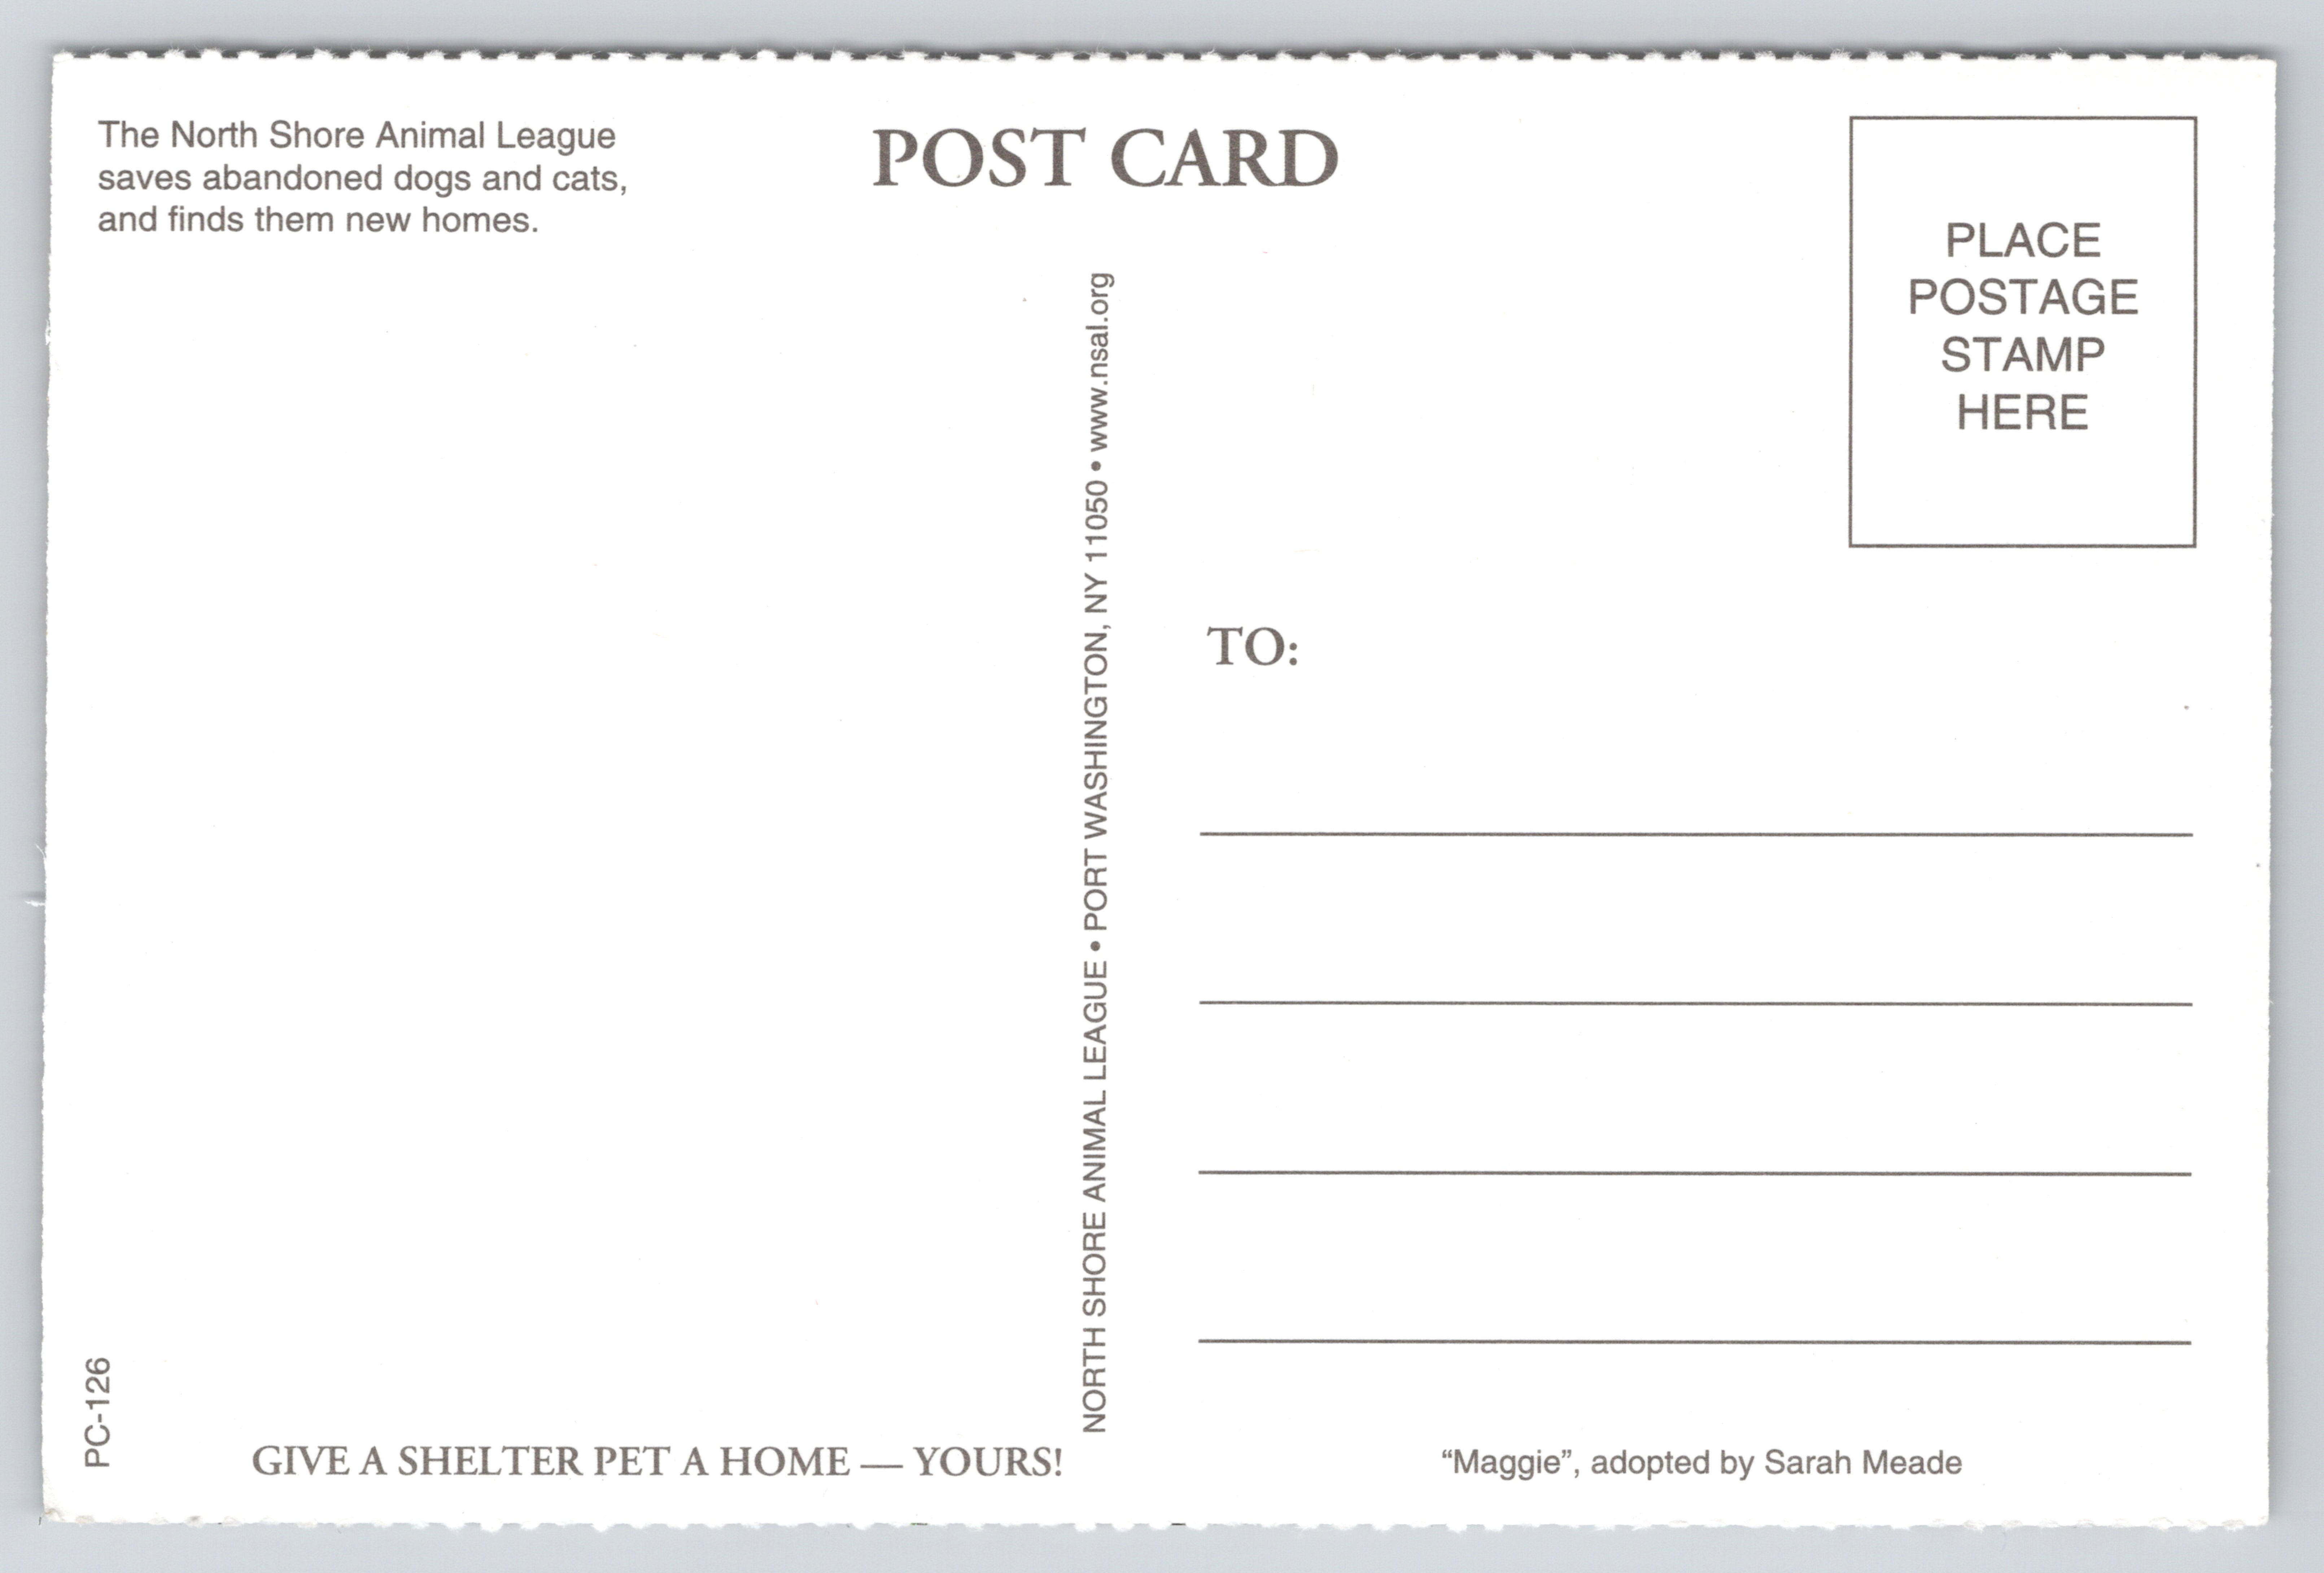 The North Shore Animal League
saves abandoned dogs and cats,
and finds them new homes.
POST CARD
PLACE
POSTAGE
STAMP
HERE
NORTH SHORE ANIMAL LEAGUE • PORT WASHINGTON, NY 11050 • www.nsal.org
TO:
PC-126
GIVE A SHELTER PET A HOME — YOURS!
“Maggie”, adopted by Sarah Meade